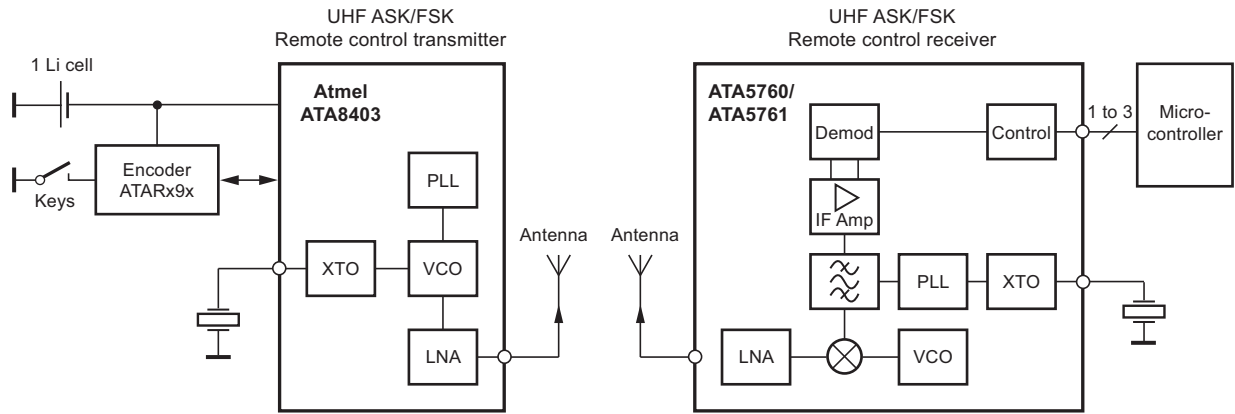 UHF ASK/FSK
Remote control transmitter
1 Li cell
Atmel
ATA8403
Encoder
ATARx9x
Keys
PLL
XTO
VCO
LNA
Antenna
Antenna
UHF ASK/FSK
Remote control receiver
ATA5760/
ATA5761
Demod
Control
1 to 3
Micro-
controller
IF Amp
PLL
XTO
LNA
VCO